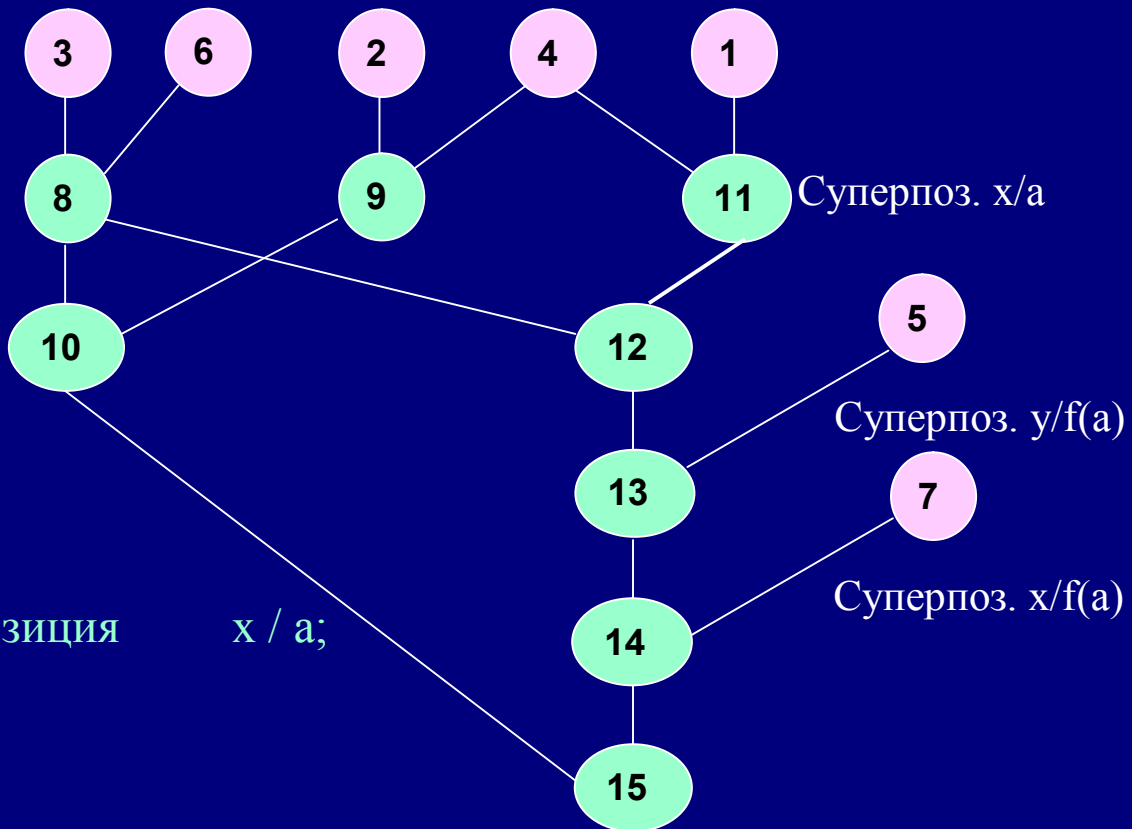 3 6 2 4 1
8 9 11 Суперпоз. x/a
10 12 5
Суперпоз. y/f(a)
13 7
Суперпоз. x/f(a)
зиция x / a;
14
15